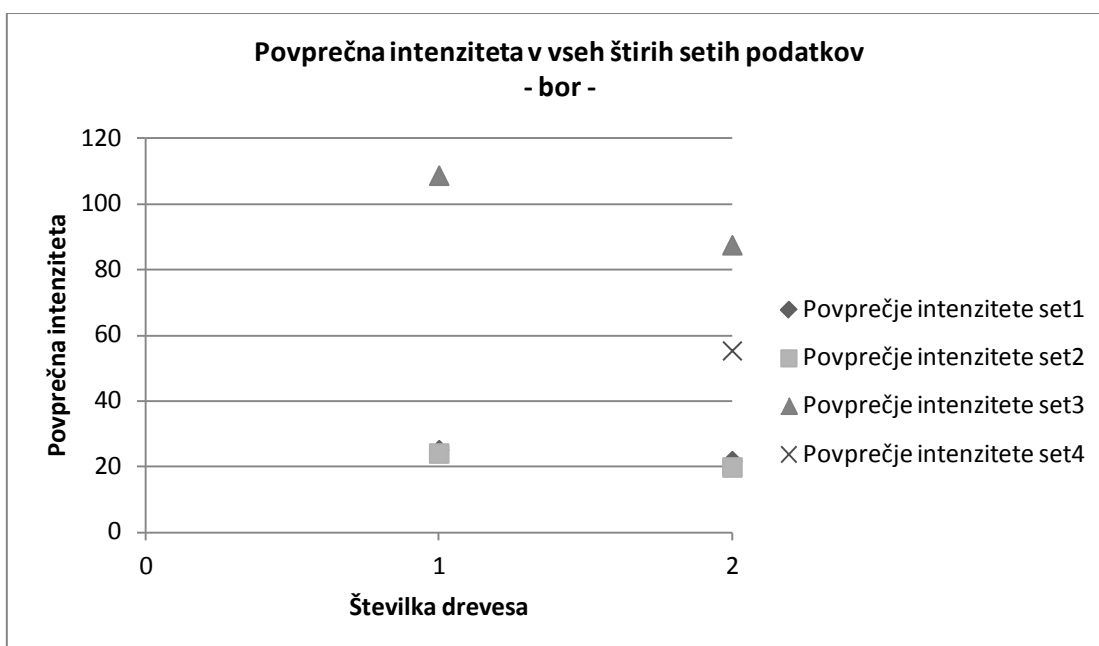 Povprečna intenziteta v vseh štirih setih podatkov
- bor -
Povprečna intenziteta
120
100
80
60
40
20
0
0
1
2
Številka drevesa
Povprečje intenzitete set1
Povprečje intenzitete set2
Povprečje intenzitete set3
Povprečje intenzitete set4